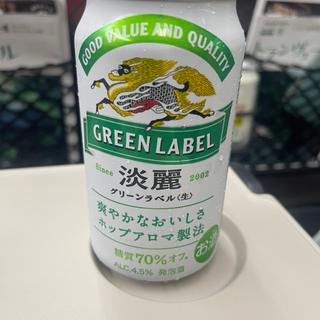 GOOD VALUE AND QUALITY
GREEN LABEL
Since 淡麗 2002
グリーンラベル〈生〉
爽やかなおいしさ
ホップアロマ製法
糖質70%オフ。
お酒
ALC.4.5% 発泡酒